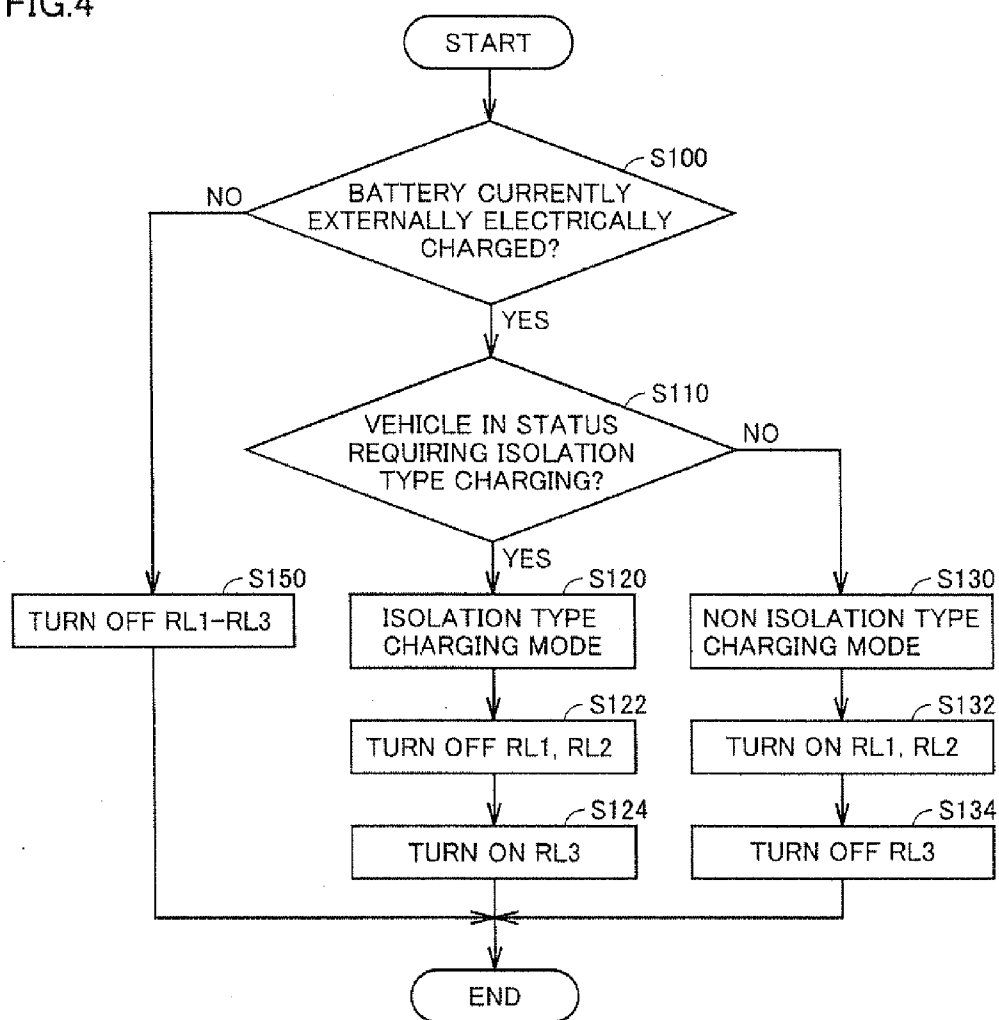 FIG.4
START
S100
BATTERY CURRENTLY
EXTERNALLY ELECTRICALLY
CHARGED?
NO
YES
S110
VEHICLE IN STATUS
REQUIRING ISOLATION
TYPE CHARGING?
NO
YES
S150
TURN OFF RL1-RL3
S120
ISOLATION TYPE
CHARGING MODE
S130
NON ISOLATION TYPE
CHARGING MODE
S122
TURN OFF RL1, RL2
S132
TURN ON RL1, RL2
S124
TURN ON RL3
S134
TURN OFF RL3
END